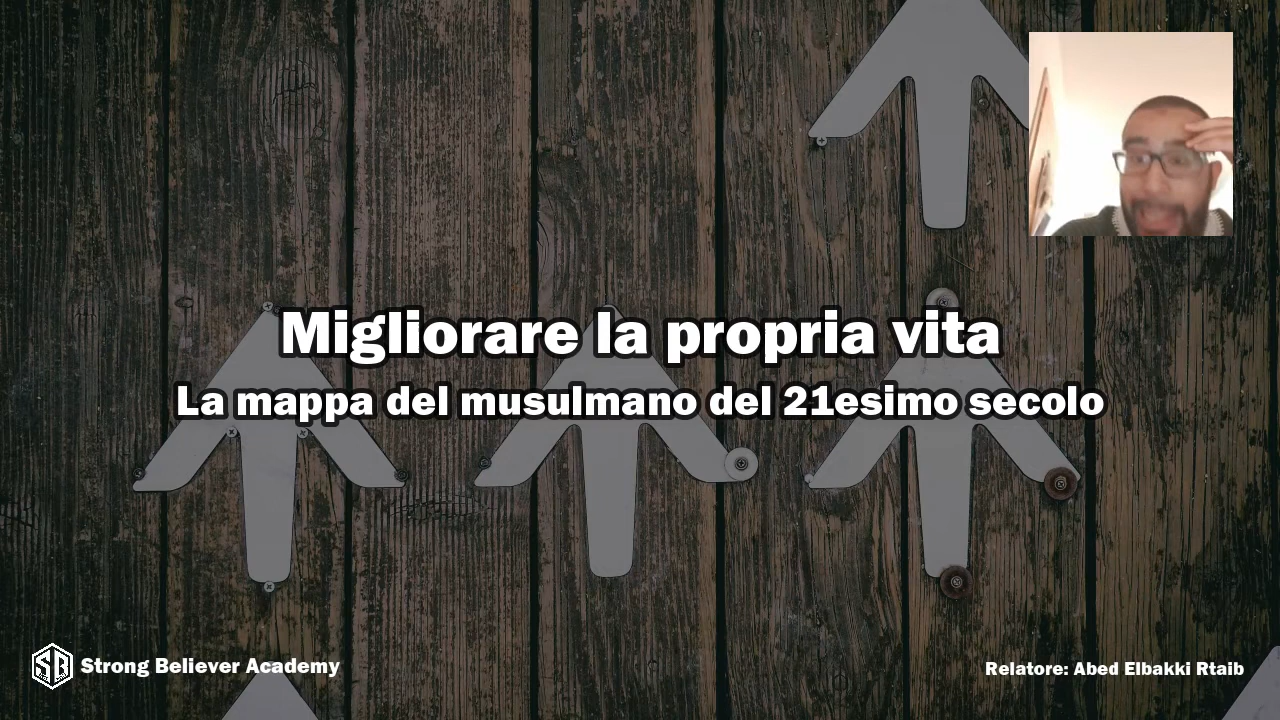 Migliorare la propria vita
La mappa del musulmano del 21esimo secolo
SB Strong Believer Academy
Relatore: Abed Elbakki Rtaib